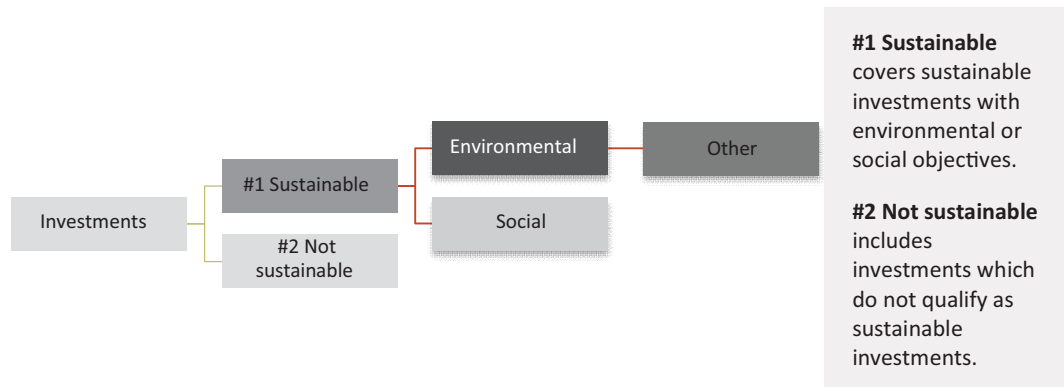 Investments
#1 Sustainable
#2 Not
sustainable
Environmental
Social
Other
#1 Sustainable
covers sustainable
investments with
environmental or
social objectives.
#2 Not sustainable
includes
investments which
do not qualify as
sustainable
investments.